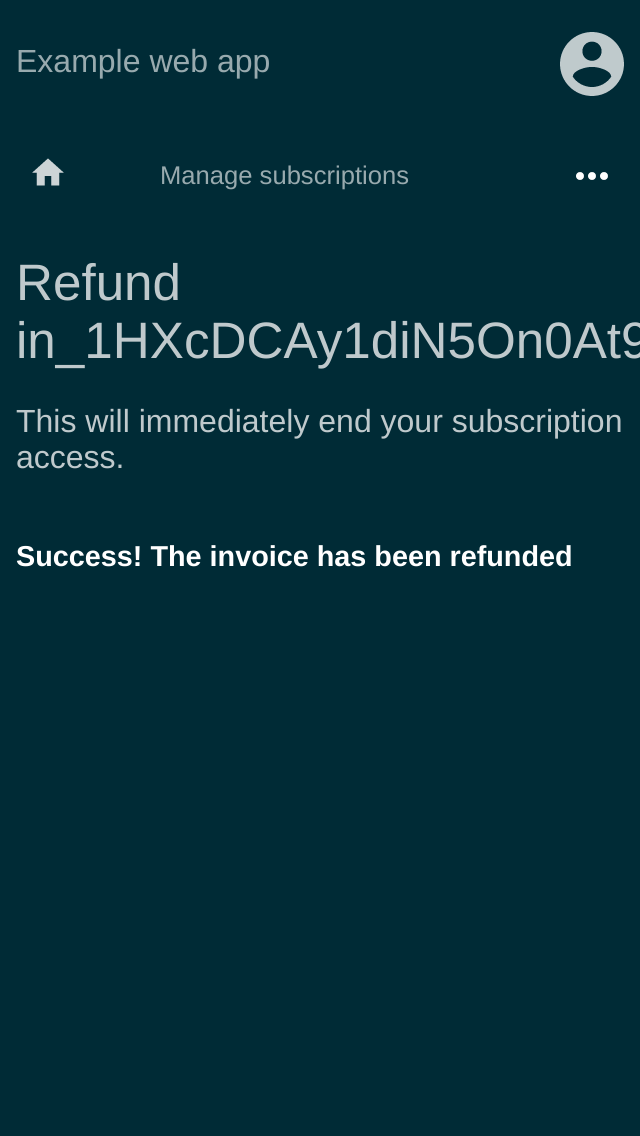 Example web app
Manage subscriptions
Refund
in_1HXcDCAy1diN5On0At9
This will immediately end your subscription
access.
Success! The invoice has been refunded